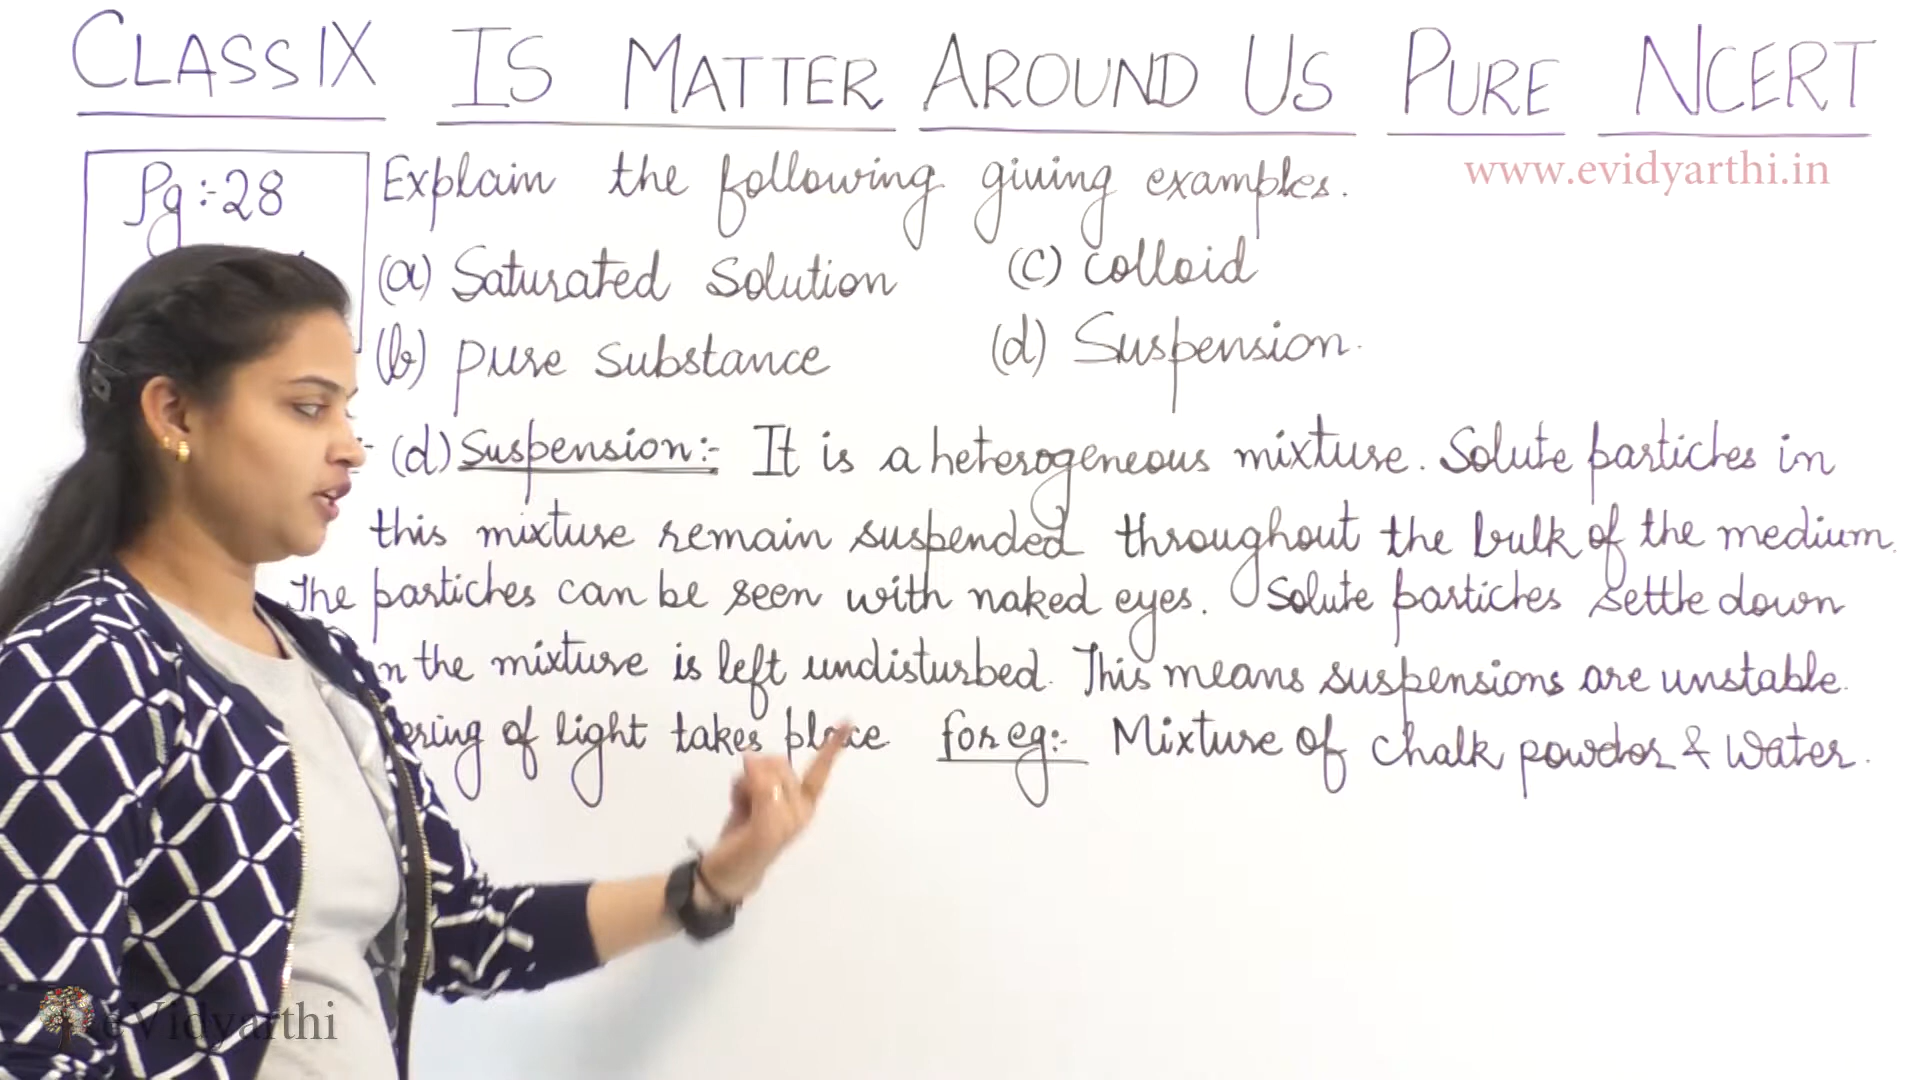 CLASS IX IS MATTER AROUND US PURE NCERT
www.evidyarthi.in
Pg:-28
Explain the following giving examples.
(a) Saturated Solution (c) Colloid
(b) pure substance (d) Suspension.
(d) Suspension:- It is a heterogeneous mixture. Solute particles in
this mixture remain suspended throughout the bulk of the medium.
The particles can be seen with naked eyes. Solute particles settle down
the mixture is left undisturbed. This means suspensions are unstable.
of light takes place for eg:- Mixture of chalk powder & Water.
eVidyarthi